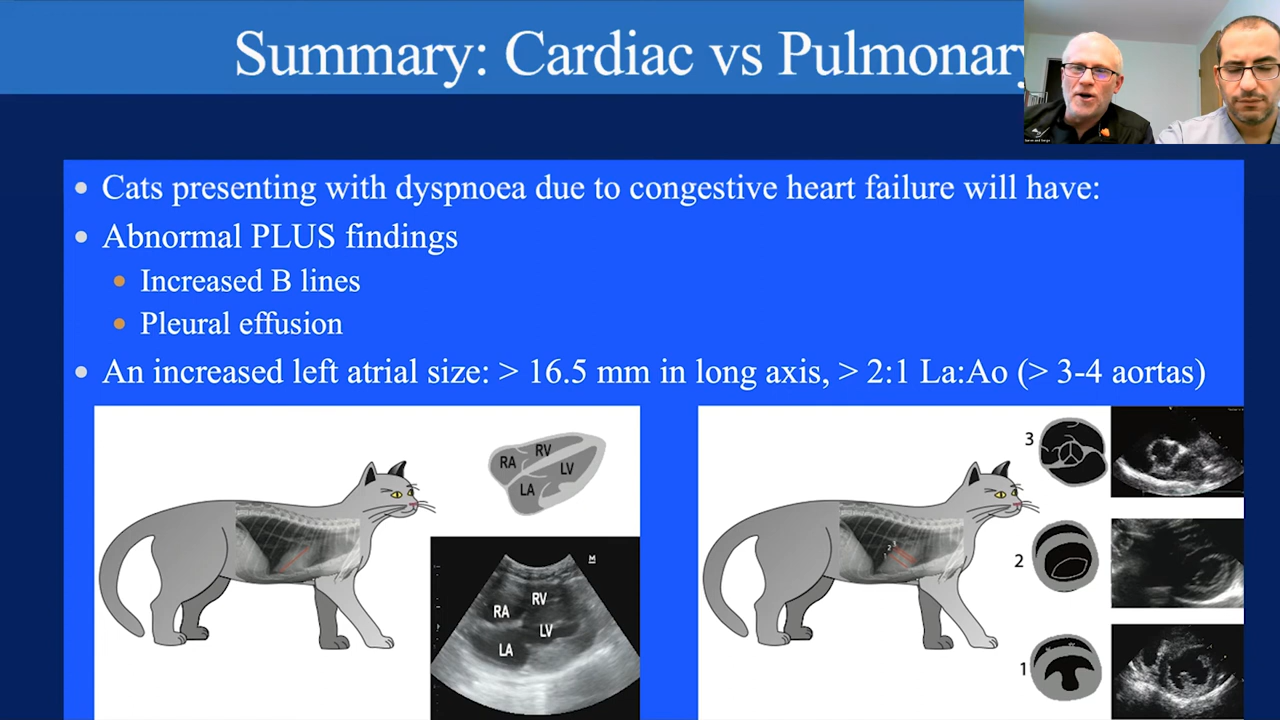 Summary: Cardiac vs Pulmonary
Cats presenting with dyspnoea due to congestive heart failure will have:
Abnormal PLUS findings
Increased B lines
Pleural effusion
An increased left atrial size: > 16.5 mm in long axis, > 2:1 La:Ao (> 3-4 aortas)
RA
RV
LV
LA
M
RV
RA
LV
LA
3
2
1